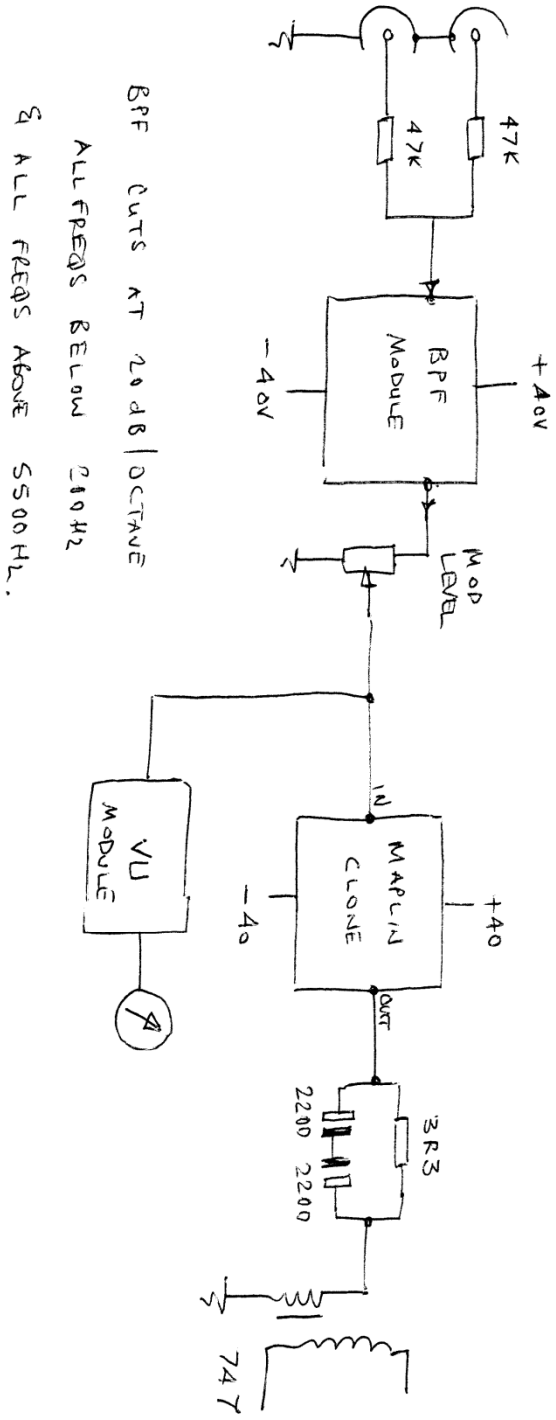 47K
47K
+40V
BPF
MODULE
-40V
MOD
LEVEL
IN
+40
MAPLIN
CLONE
-40
OUT
VU
MODULE
3R3
2200
2200
747
BPF CUTS AT 20dB/OCTAVE
ALL FREQS BELOW 200Hz
& ALL FREQS ABOVE 5500Hz.